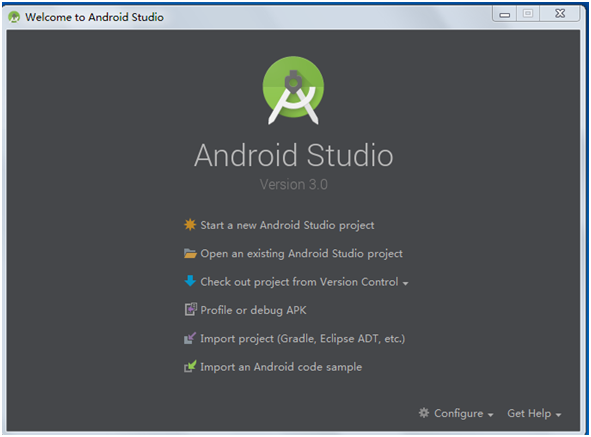 Welcome to Android Studio
Android Studio
Version 3.0
Start a new Android Studio project
Open an existing Android Studio project
Check out project from Version Control
Profile or debug APK
Import project (Gradle, Eclipse ADT, etc.)
Import an Android code sample
Configure Get Help